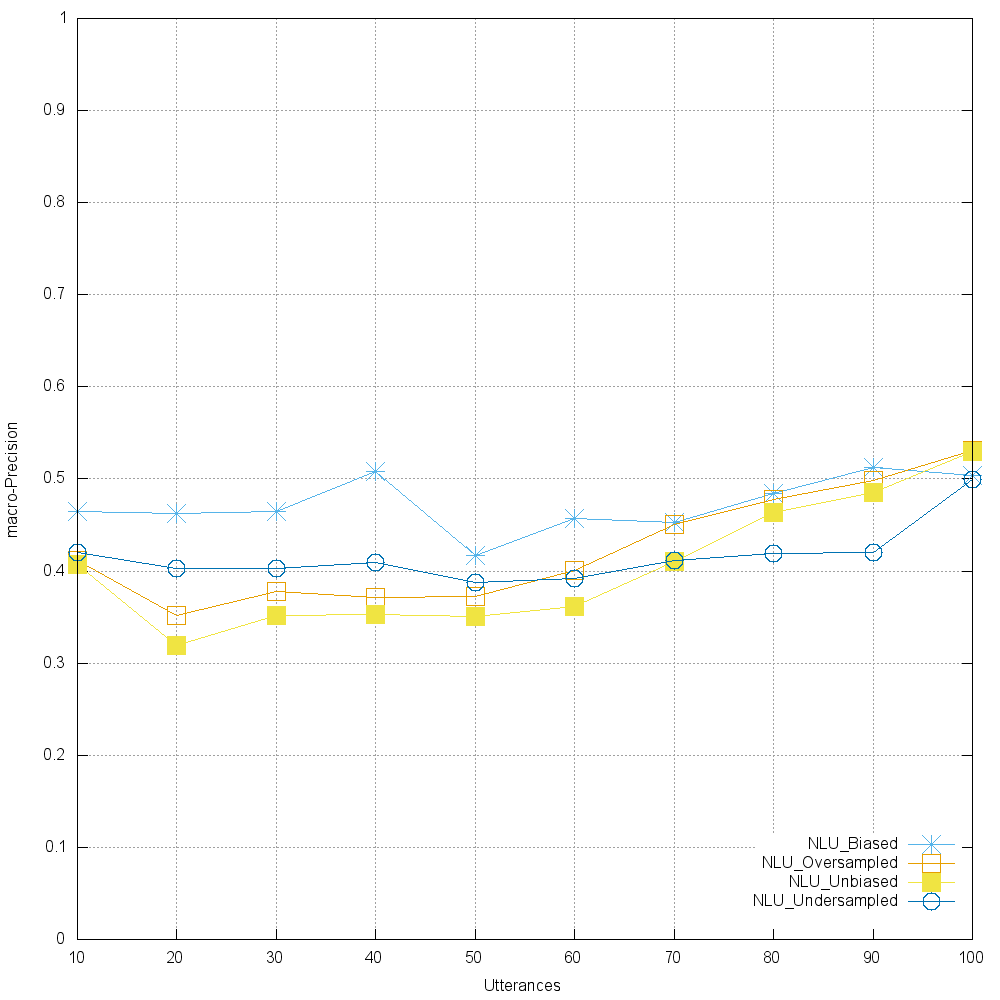 1
0.9
0.8
0.7
0.6
0.5
0.4
0.3
0.2
0.1
0
macro-Precision
10 20 30 40 50 60 70 80 90 100
Utterances
NLU_Biased
NLU_Oversampled
NLU_Unbiased
NLU_Undersampled